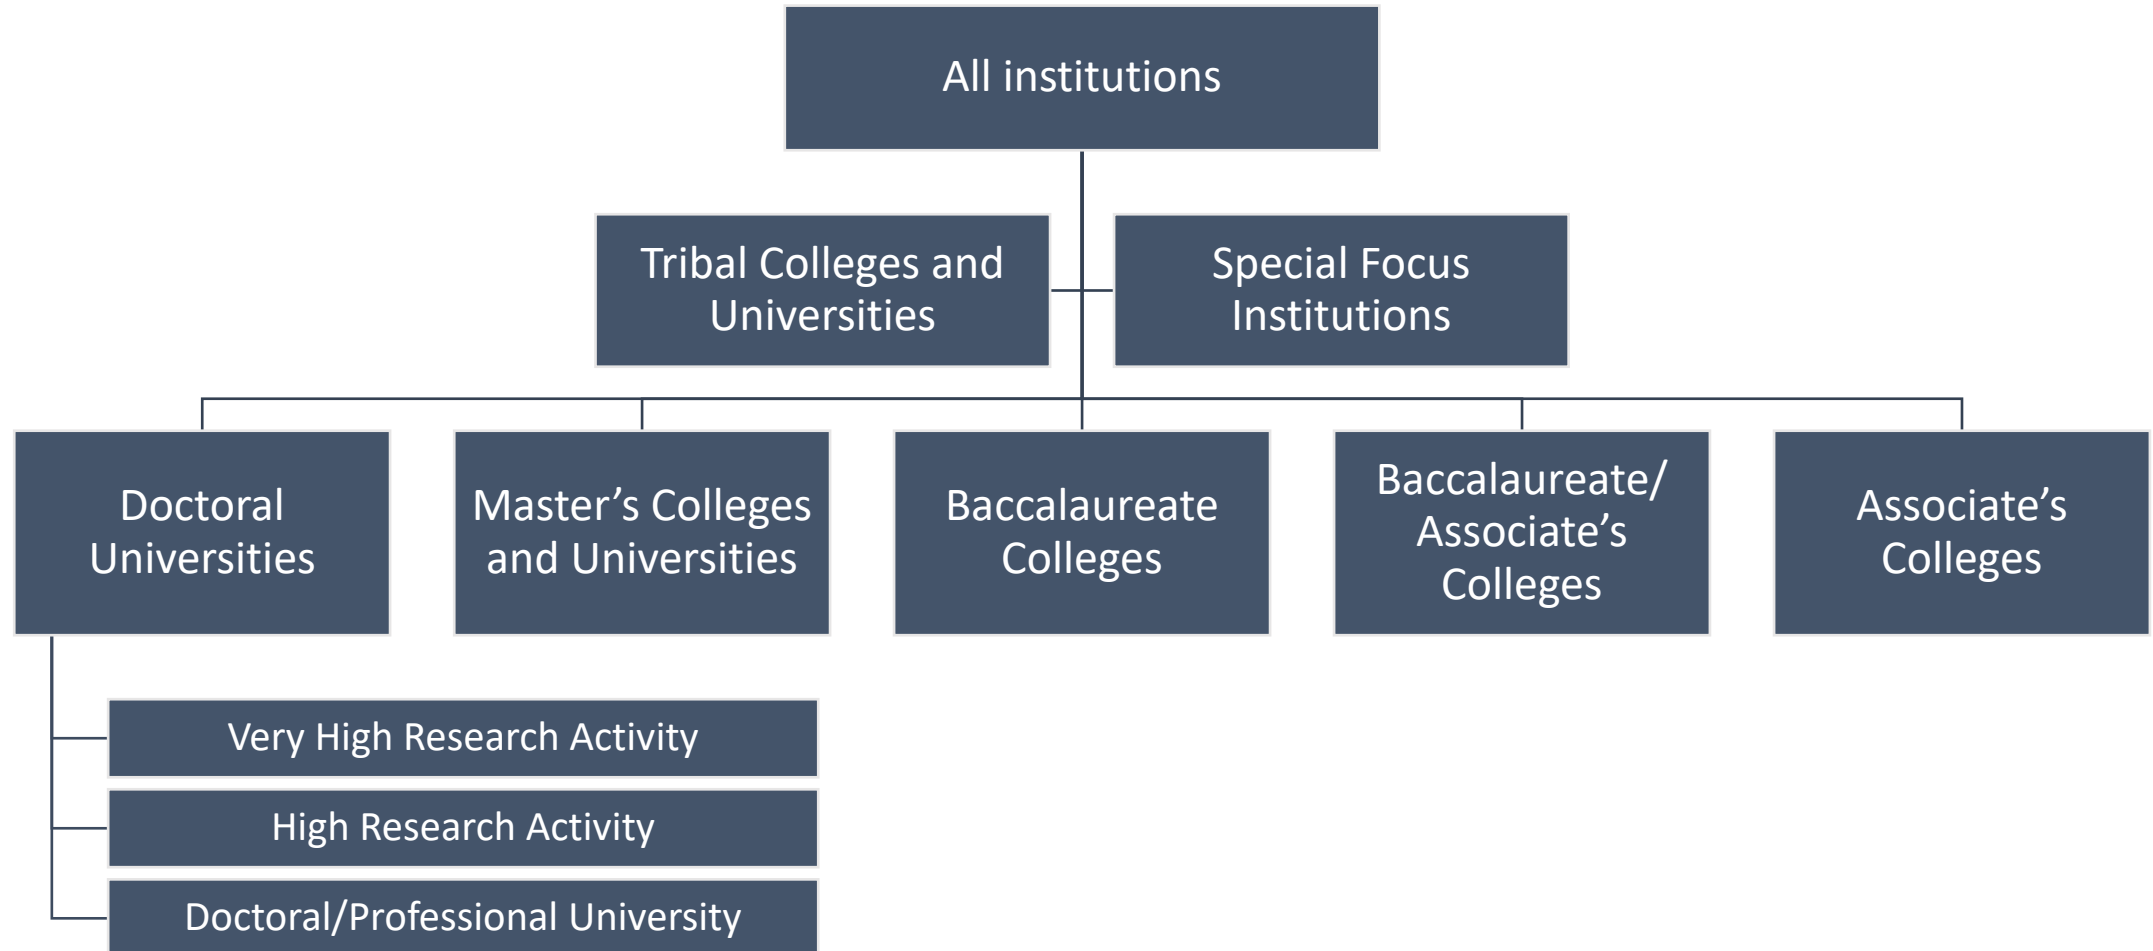 All institutions
Tribal Colleges and
Universities
Special Focus
Institutions
Doctoral
Universities
Master’s Colleges
and Universities
Baccalaureate
Colleges
Baccalaureate/
Associate’s
Colleges
Associate’s
Colleges
Very High Research Activity
High Research Activity
Doctoral/Professional University